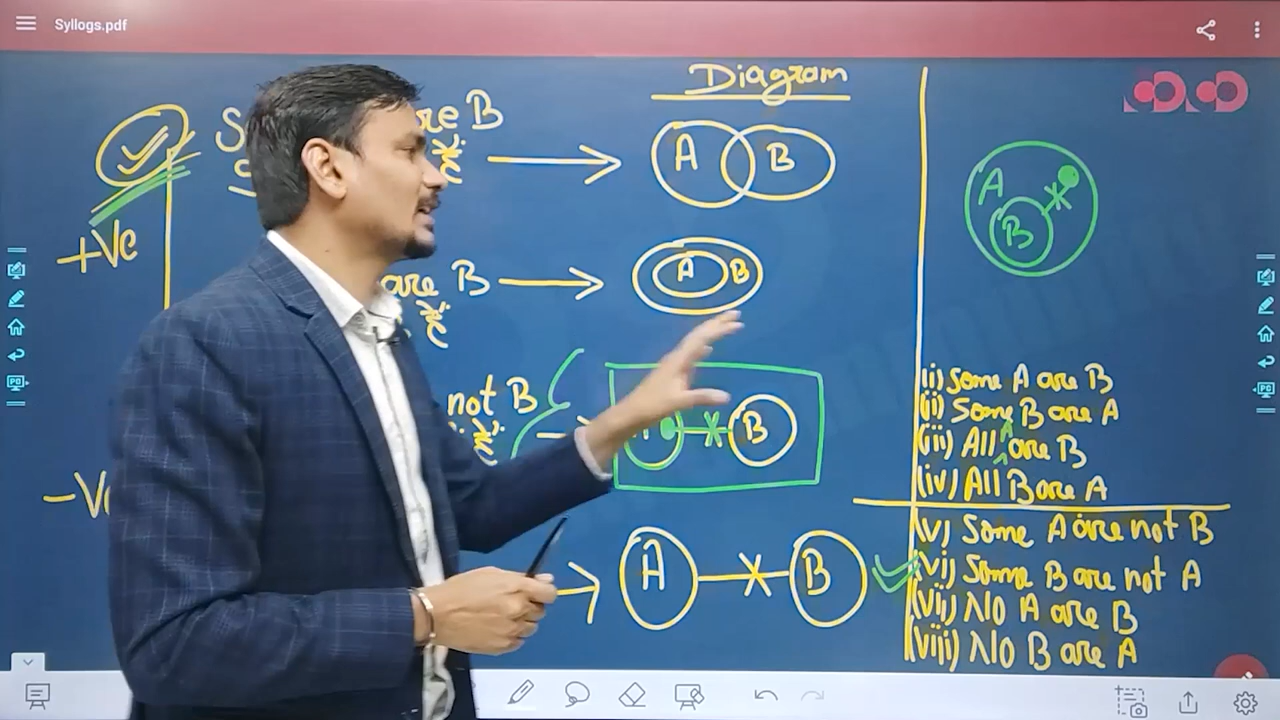 Syllogs.pdf
Diagram
are B
A B
+Ve
are B
A B
not B
B
-Ve
A B
A
B
(i) Some A are B
(ii) Some B are A
(iii) All A are B
(iv) All B are A
(v) Some A are not B
(vi) Some B are not A
(vii) NO A are B
(viii) NO B are A